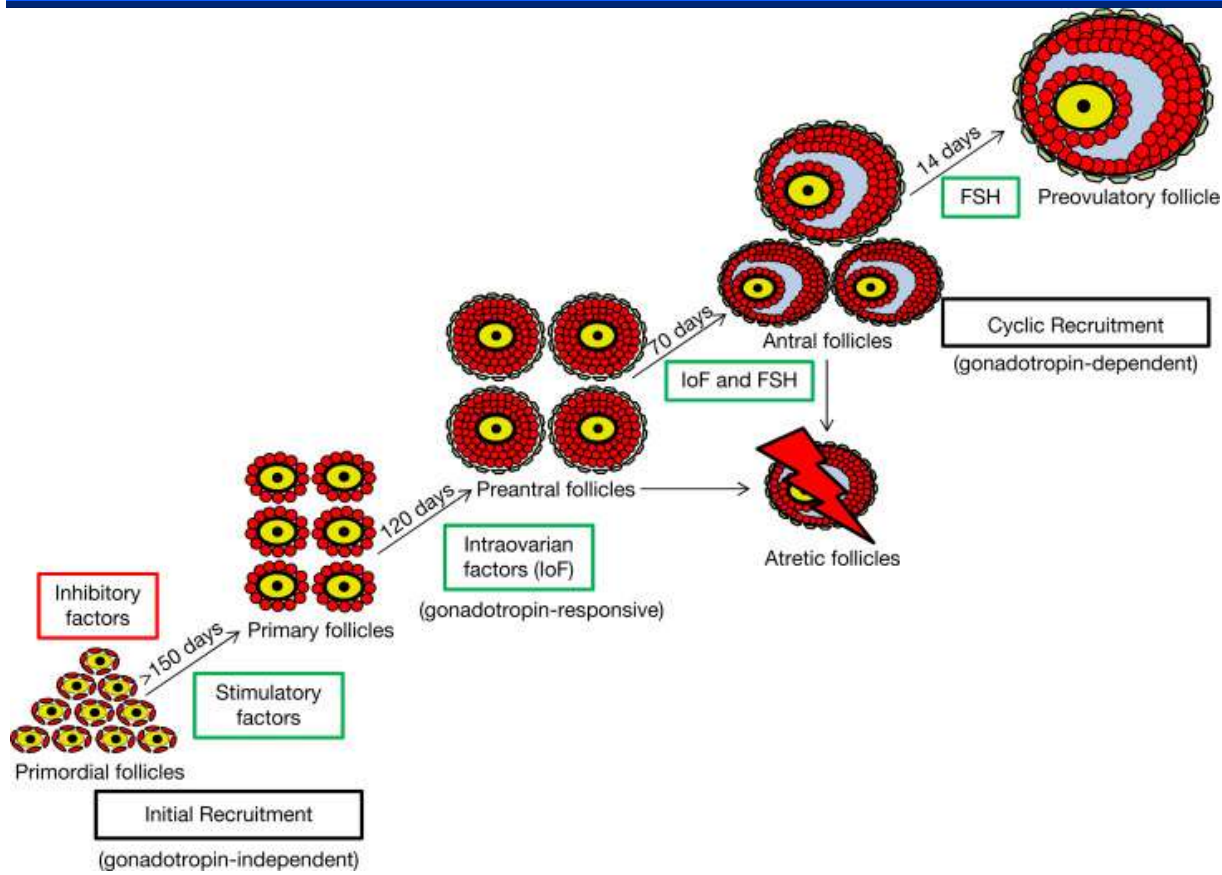 14 days
FSH
Preovulatory follicle
70 days
Antral follicles
Cyclic Recruitment
(gonadotropin-dependent)
IoF and FSH
120 days
Preantral follicles
Intraovarian
factors (IoF)
(gonadotropin-responsive)
Atretic follicles
Inhibitory
factors
>150 days
Primary follicles
Stimulatory
factors
Primordial follicles
Initial Recruitment
(gonadotropin-independent)